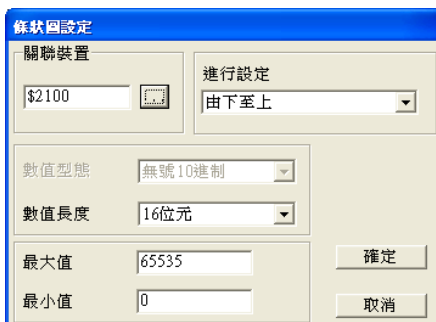 條狀圖設定
關聯裝置
$2100
...
進行設定
由下至上
數值型態
無號10進制
數值長度
16位元
最大值
65535
最小值
0
確定
取消